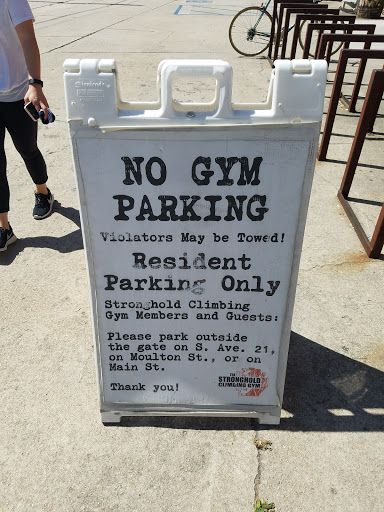 NO GYM
PARKING
Violators May be Towed!
Resident
Parking Only
Stronghold Climbing
Gym Members and Guests:
Please park outside
the gate on S. Ave. 21,
on Moulton St., or on
Main St.
Thank you!
THE
STRONGHOLD
CLIMBING GYM